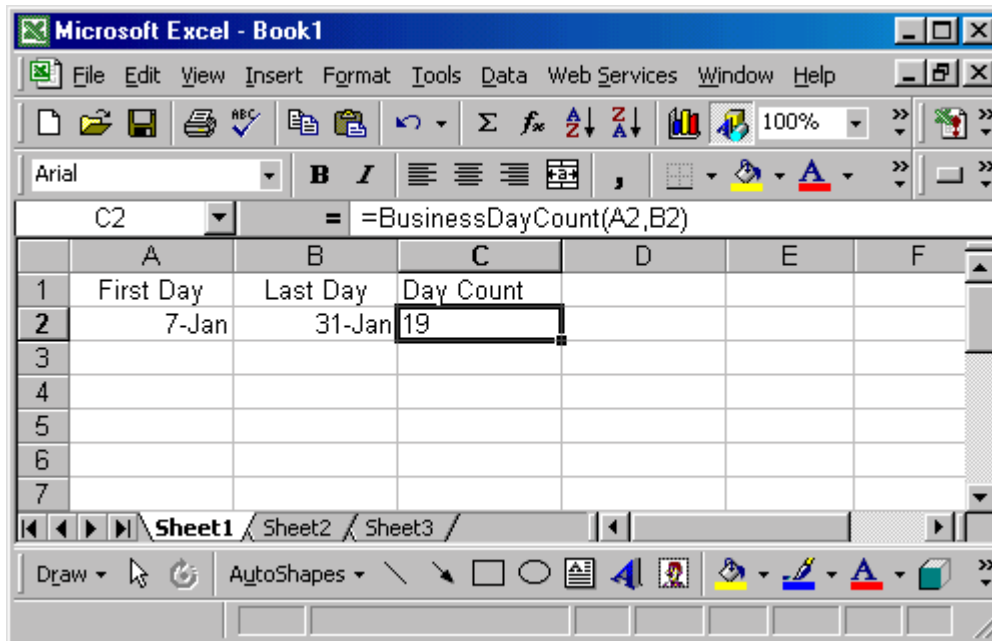 Microsoft Excel - Book1
File Edit View Insert Format Tools Data Web Services Window Help
ABC Σ fx A Z Z A 100%
Arial B I a , A
C2 = =BusinessDayCount(A2,B2)
A B C D E F
1 First Day Last Day Day Count
2 7-Jan 31-Jan 19
3
4
5
6
7
Sheet1 Sheet2 Sheet3
Draw AutoShapes A A A